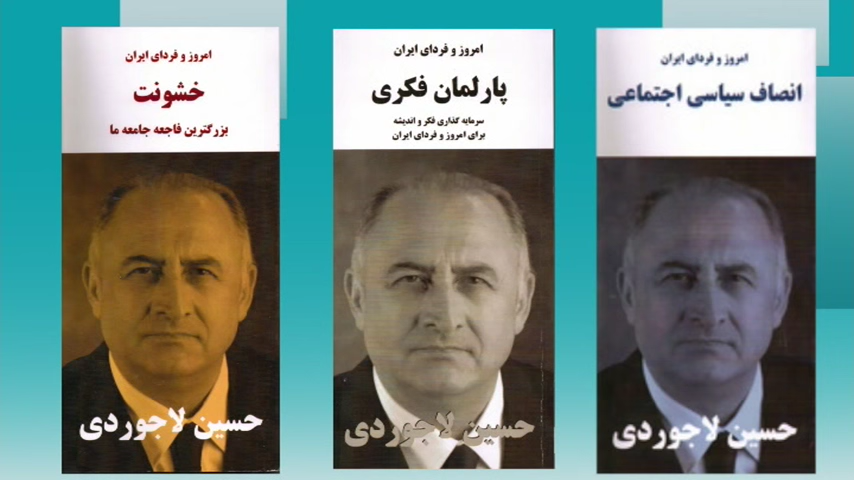 امروز و فردای ایران
خشونت
بزرگترین فاجعه جامعه ما
حسین لاجوردی
امروز و فردای ایران
پارلمان فکری
سرمایه گذاری فکر و اندیشه
برای امروز و فردای ایران
حسین لاجوردی
امروز و فردای ایران
انصاف سیاسی اجتماعی
حسین لاجوردی